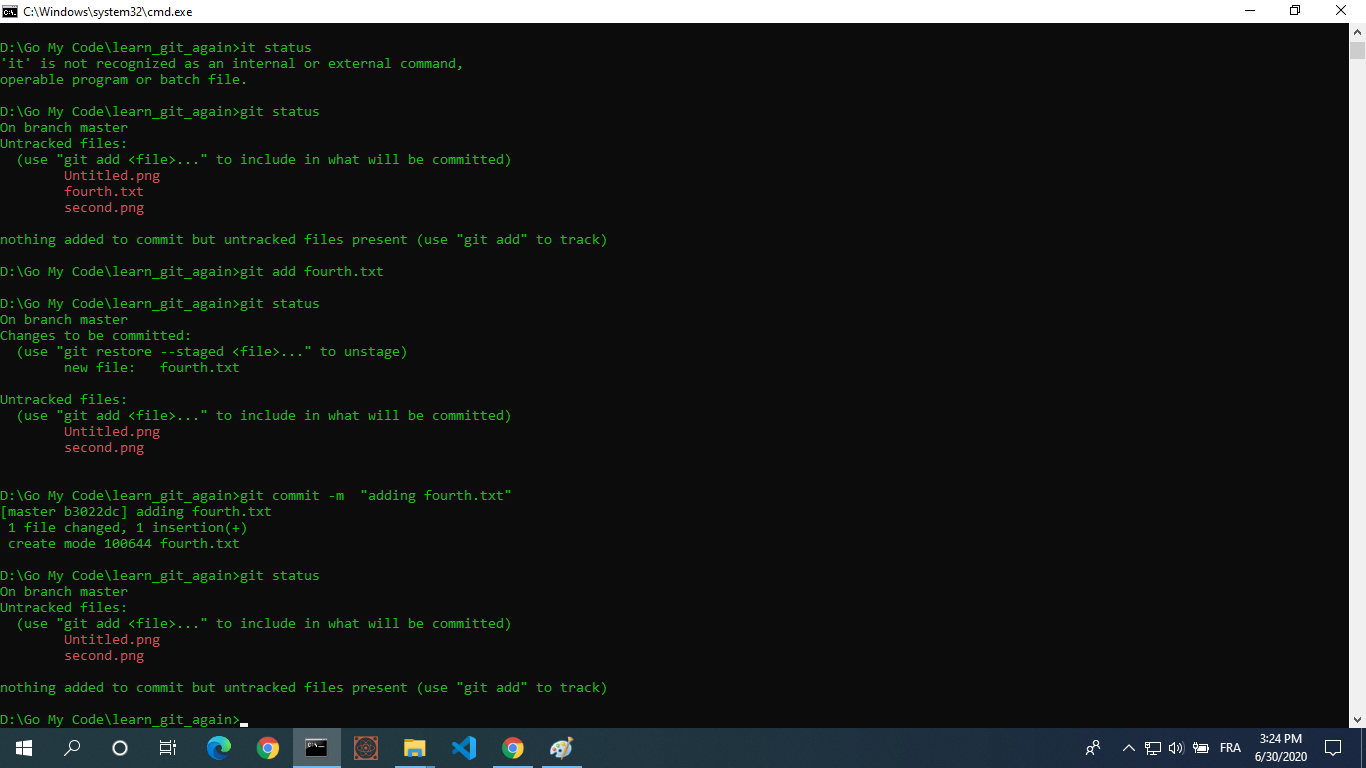 C:\Windows\system32\cmd.exe
D:\Go My Code\learn_git_again>it status
'it' is not recognized as an internal or external command,
operable program or batch file.
D:\Go My Code\learn_git_again>git status
On branch master
Untracked files:
  (use "git add <file>..." to include in what will be committed)
        Untitled.png
        fourth.txt
        second.png
nothing added to commit but untracked files present (use "git add" to track)
D:\Go My Code\learn_git_again>git add fourth.txt
D:\Go My Code\learn_git_again>git status
On branch master
Changes to be committed:
  (use "git restore --staged <file>..." to unstage)
        new file:   fourth.txt
Untracked files:
  (use "git add <file>..." to include in what will be committed)
        Untitled.png
        second.png
D:\Go My Code\learn_git_again>git commit -m  "adding fourth.txt"
[master b3022dc] adding fourth.txt
 1 file changed, 1 insertion(+)
 create mode 100644 fourth.txt
D:\Go My Code\learn_git_again>git status
On branch master
Untracked files:
  (use "git add <file>..." to include in what will be committed)
        Untitled.png
        second.png
nothing added to commit but untracked files present (use "git add" to track)
D:\Go My Code\learn_git_again>
FRA
3:24 PM
6/30/2020